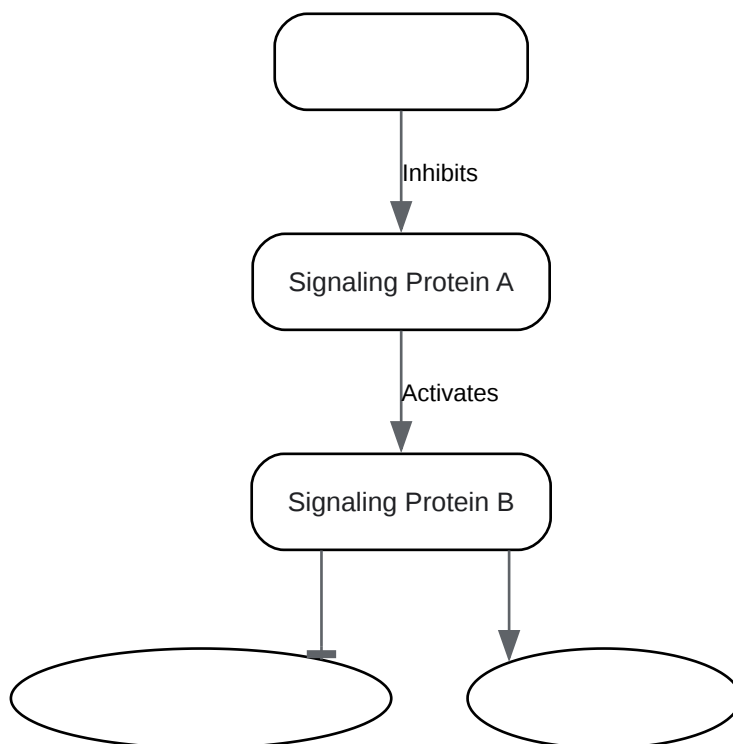 Inhibits
Signaling Protein A
Activates
Signaling Protein B